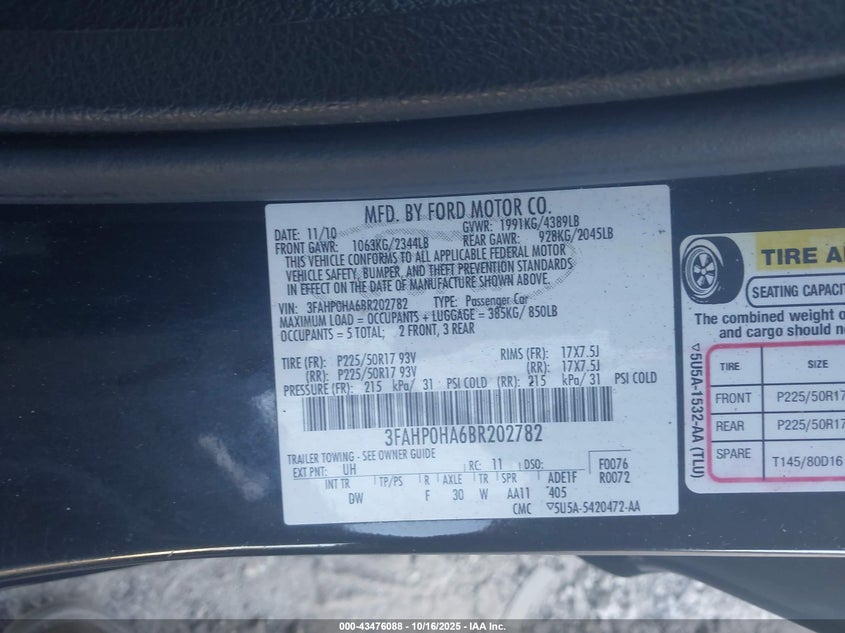 MFD. BY FORD MOTOR CO.
DATE: 11/10 GVWR: 1991KG/4389LB
FRONT GAWR: 1063KG/2344LB REAR GAWR: 928KG/2045LB
THIS VEHICLE CONFORMS TO ALL APPLICABLE FEDERAL MOTOR
VEHICLE SAFETY, BUMPER, AND THEFT PREVENTION STANDARDS
IN EFFECT ON THE DATE OF MANUFACTURE SHOWN ABOVE.
VIN: 3FAHP0HA6BR202782 TYPE: Passenger Car
MAXIMUM LOAD = OCCUPANTS + LUGGAGE = 385KG/ 850LB
OCCUPANTS = 5 TOTAL; 2 FRONT, 3 REAR
TIRE (FR): P225/50R17 93V RIMS (FR): 17X7.5J
(RR): P225/50R17 93V (RR): 17X7.5J
PRESSURE (FR): 215 kPa/ 31 PSI COLD (RR): 215 kPa/ 31 PSI COLD
3FAHP0HA6BR202782
TRAILER TOWING - SEE OWNER GUIDE
EXT PNT: UH RC: 11 DSO: F0076
INT TR TP/PS R AXLE TR SPR ADE1F R0072
DW F 30 W AA11 405
CMC ▽5U5A-5420472-AA
TIRE A
SEATING CAPACIT
The combined weight o
and cargo should n
▽5U5A-1532-AA (TLU)
TIRE SIZE
FRONT P225/50R17
REAR P225/50R17
SPARE T145/80D16
000-43476088 - 10/16/2025 - IAA Inc.